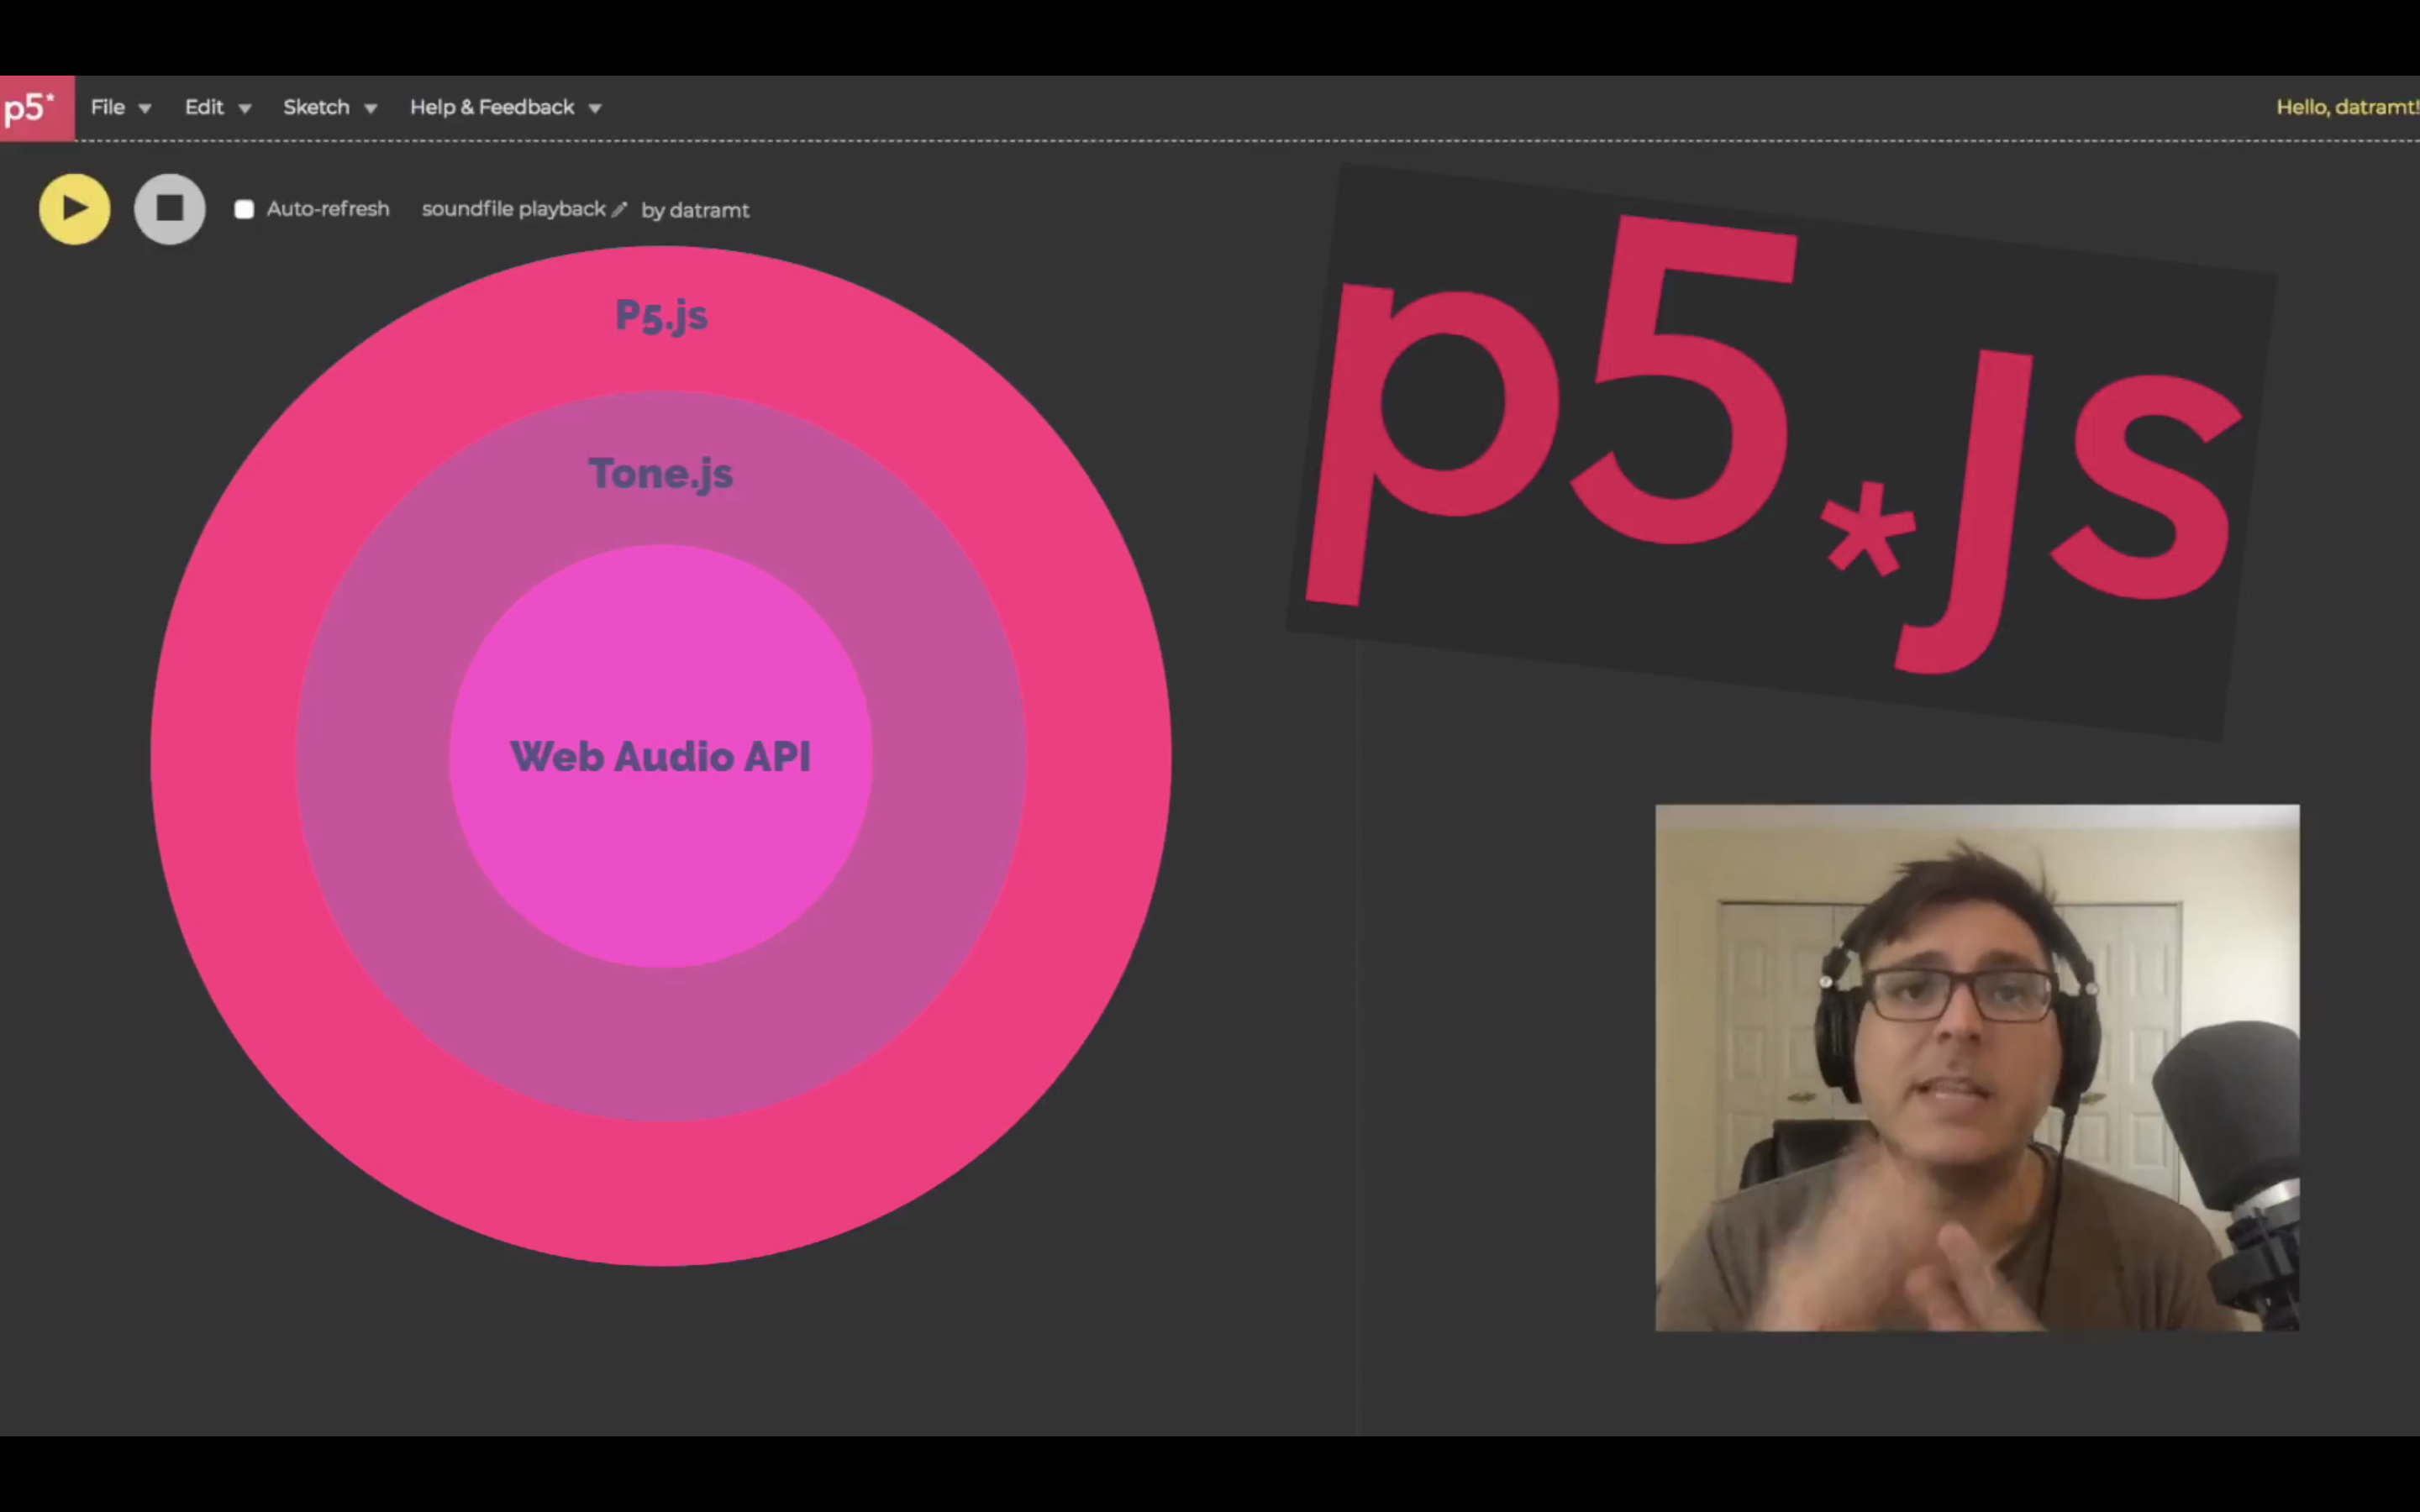 p5*
File Edit Sketch Help & Feedback
Hello, datramt!
Auto-refresh soundfile playback by datramt
P5.js
Tone.js
Web Audio API
p5*js